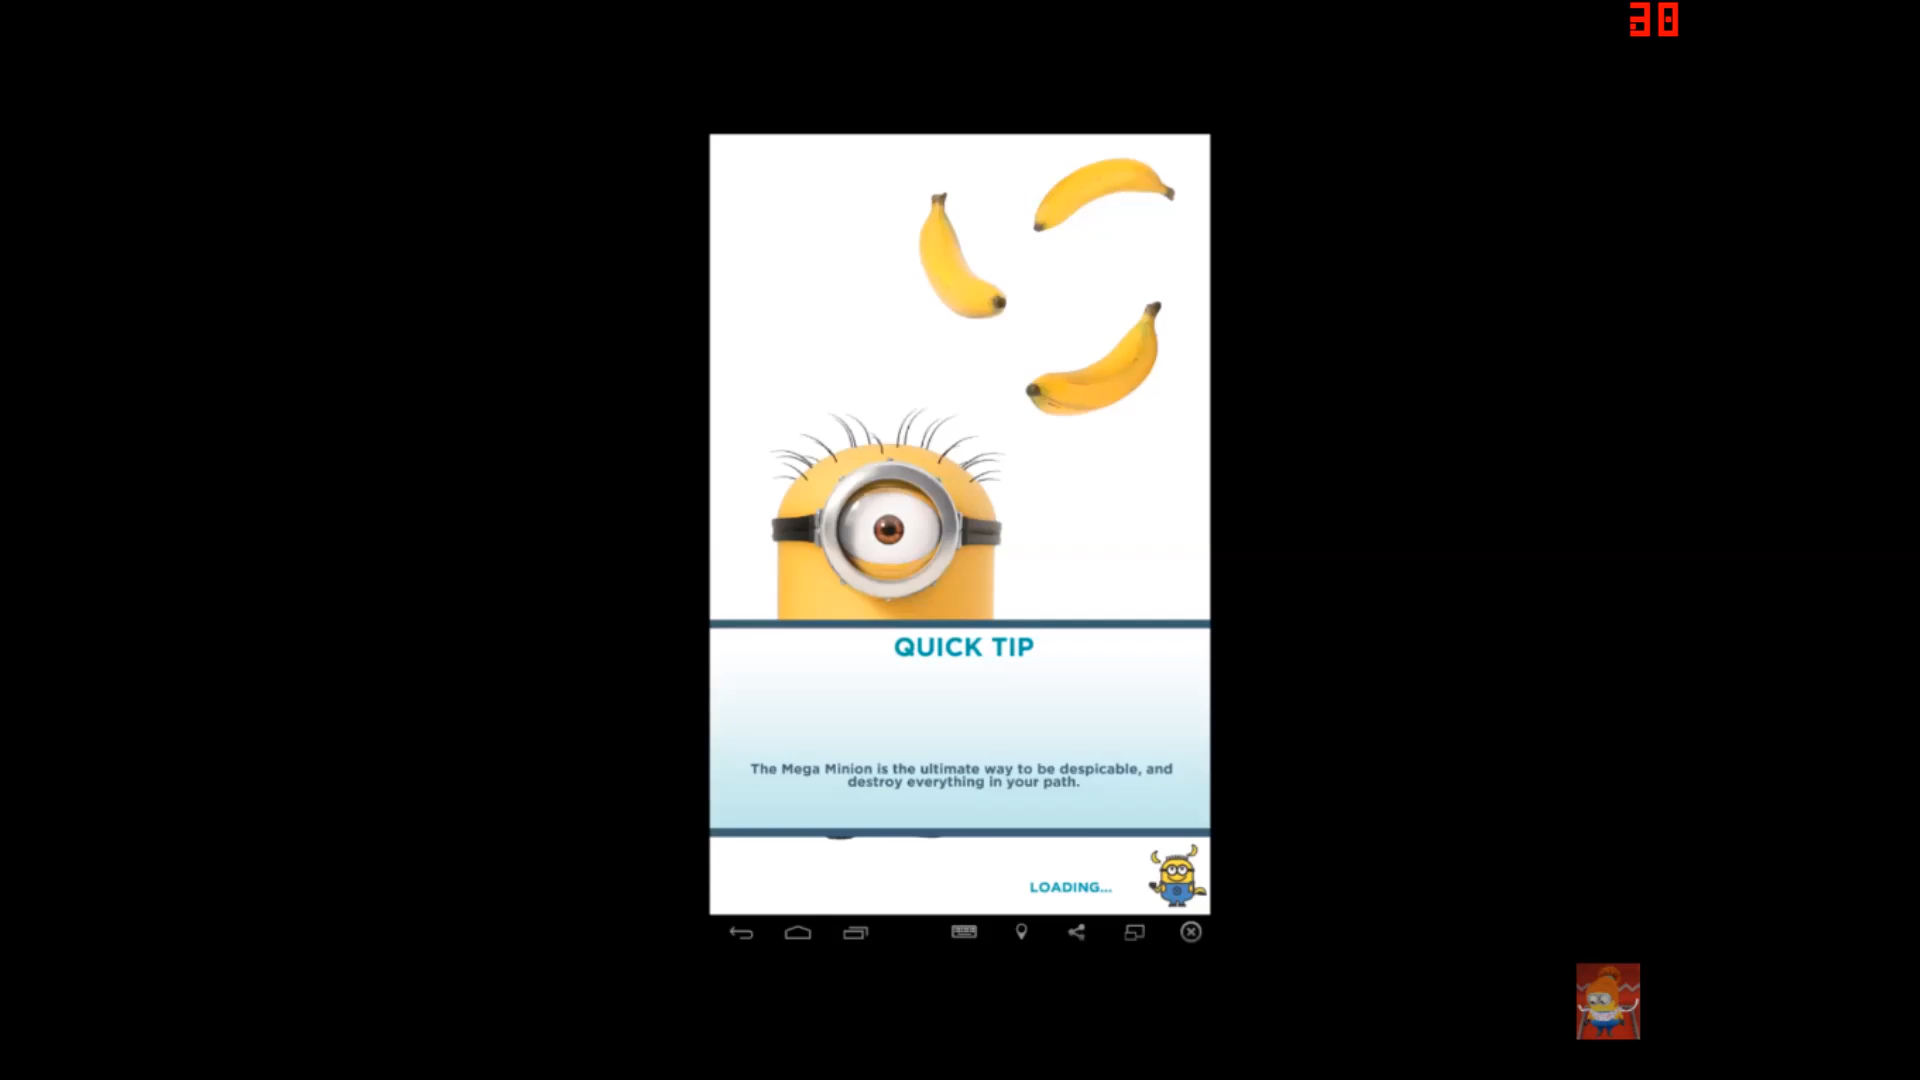 30
QUICK TIP
The Mega Minion is the ultimate way to be despicable, and
destroy everything in your path.
LOADING...